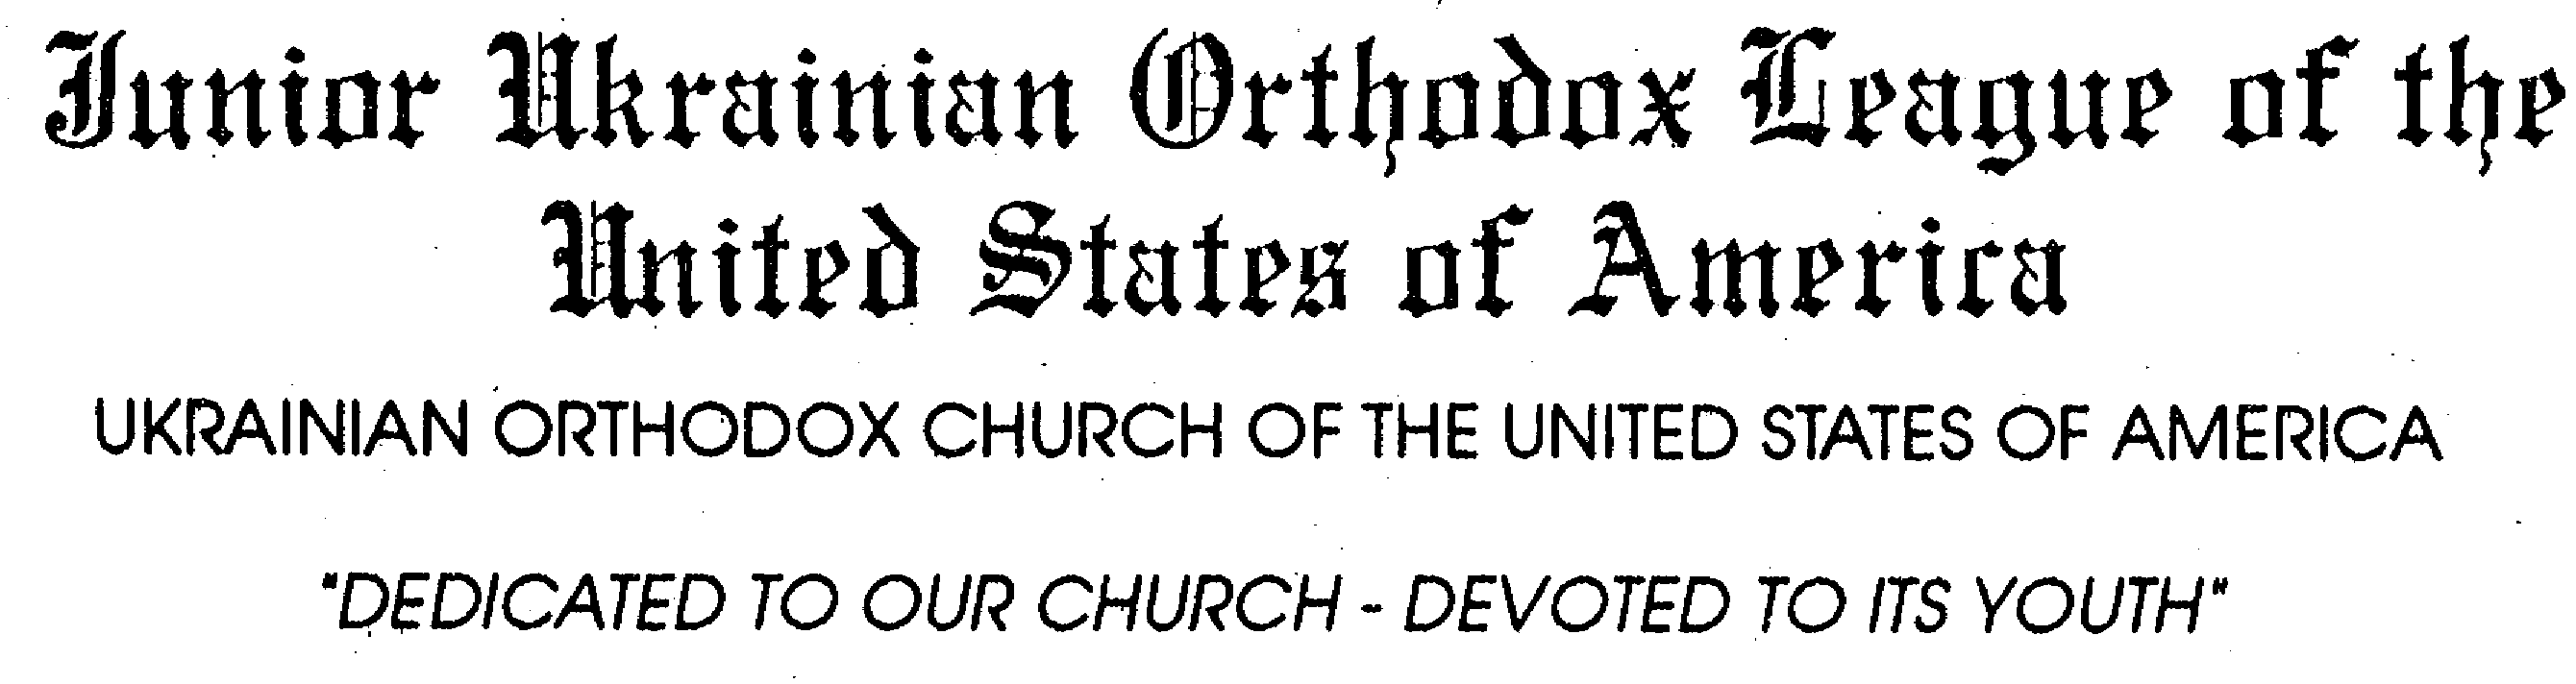 Junior Ukrainian Orthodox League of the
United States of America
UKRAINIAN ORTHODOX CHURCH OF THE UNITED STATES OF AMERICA
"DEDICATED TO OUR CHURCH - DEVOTED TO ITS YOUTH"